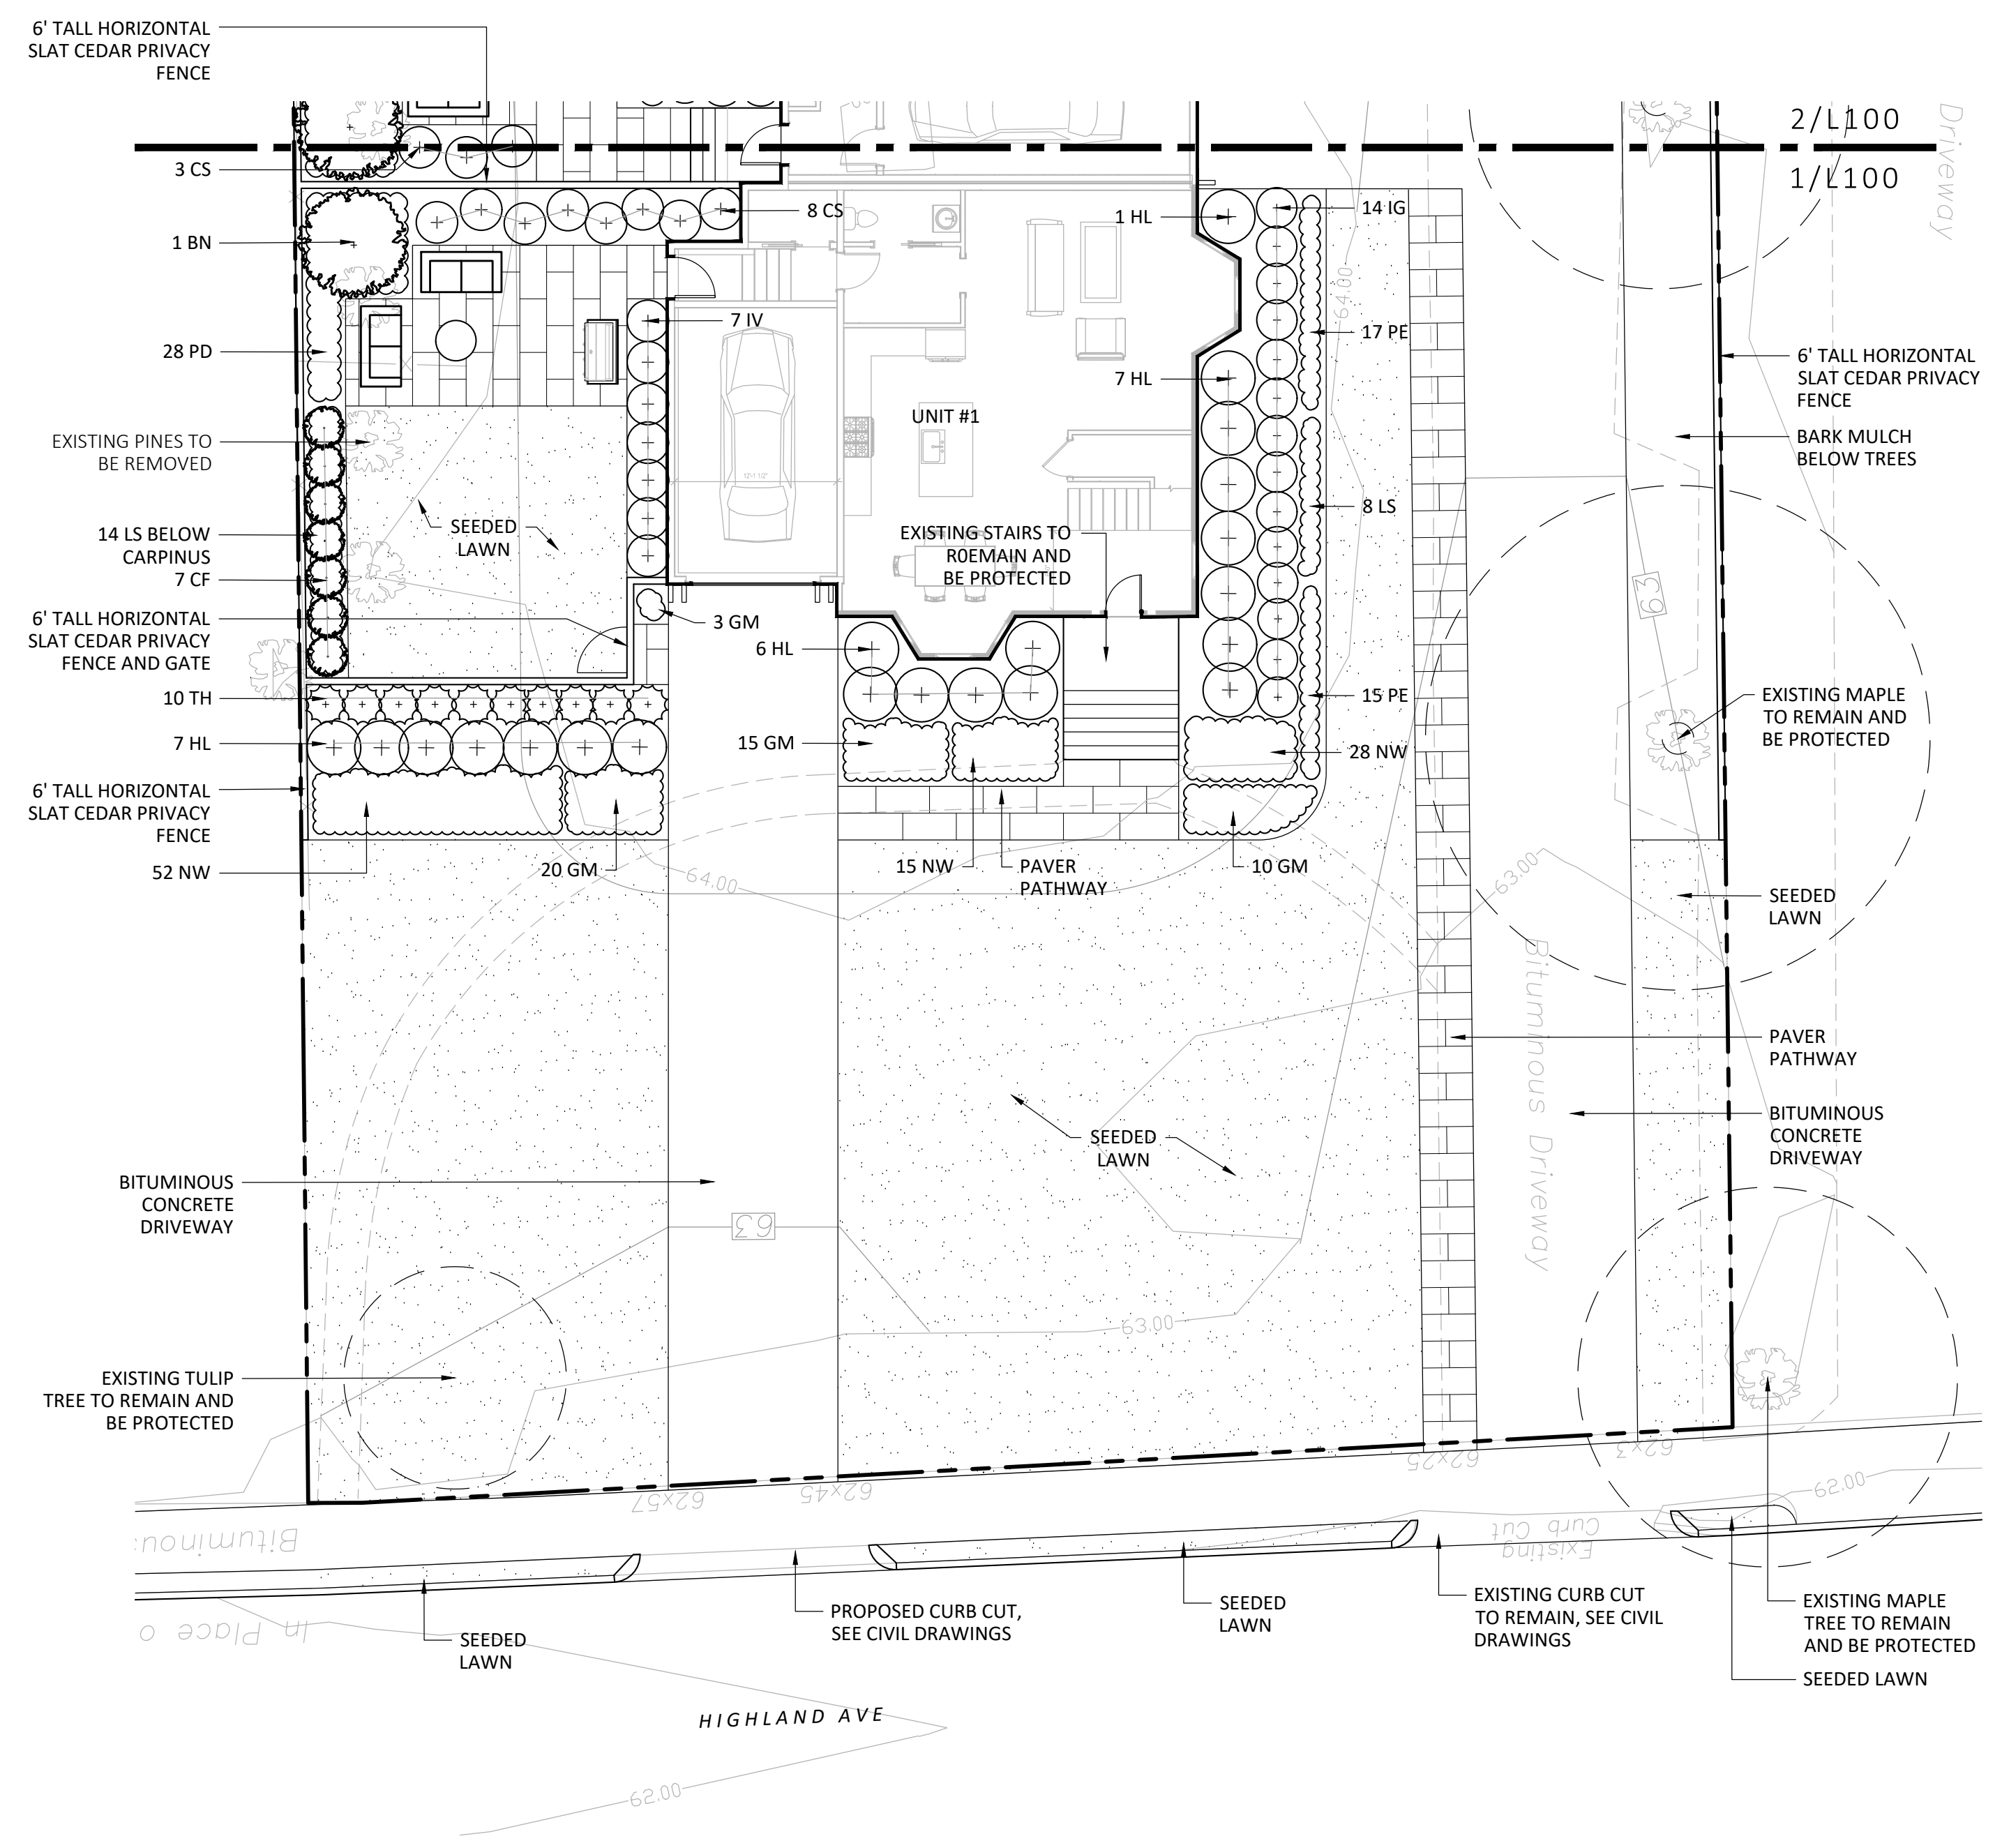 6' TALL HORIZONTAL
SLAT CEDAR PRIVACY
FENCE
2/L100
1/L100
Driveway
3 CS
8 CS
1 BN
1 HL
14 IG
64.00
7 IV
17 PE
28 PD
7 HL
6' TALL HORIZONTAL
SLAT CEDAR PRIVACY
FENCE
UNIT #1
EXISTING PINES TO
BE REMOVED
BARK MULCH
BELOW TREES
12'-1 1/2"
8 LS
14 LS BELOW
CARPINUS
SEEDED
LAWN
EXISTING STAIRS TO
R0EMAIN AND
BE PROTECTED
7 CF
63
6' TALL HORIZONTAL
SLAT CEDAR PRIVACY
FENCE AND GATE
3 GM
6 HL
10 TH
15 PE
EXISTING MAPLE
TO REMAIN AND
BE PROTECTED
7 HL
15 GM
28 NW
6' TALL HORIZONTAL
SLAT CEDAR PRIVACY
FENCE
52 NW
20 GM
64.00
15 NW
PAVER
PATHWAY
10 GM
63.00
SEEDED
LAWN
Bituminous Driveway
PAVER
PATHWAY
SEEDED
LAWN
BITUMINOUS
CONCRETE
DRIVEWAY
BITUMINOUS
CONCRETE
DRIVEWAY
63
63.00
EXISTING TULIP
TREE TO REMAIN AND
BE PROTECTED
62x57
62x45
62x25
62x3
62.00
Bituminou
Existing
Curb Cut
In Place o
SEEDED
LAWN
PROPOSED CURB CUT,
SEE CIVIL DRAWINGS
SEEDED
LAWN
EXISTING CURB CUT
TO REMAIN, SEE CIVIL
DRAWINGS
EXISTING MAPLE
TREE TO REMAIN
AND BE PROTECTED
SEEDED LAWN
HIGHLAND AVE
62.00